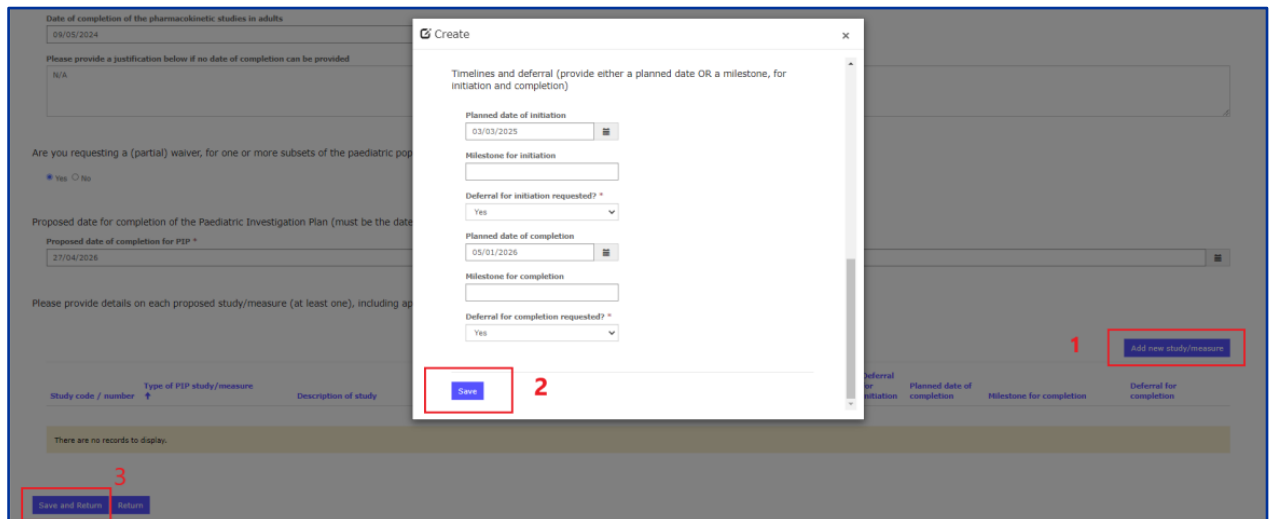 Date of completion of the pharmacokinetic studies in adults
09/05/2024
Please provide a justification below if no date of completion can be provided
N/A
Are you requesting a (partial) waiver, for one or more subsets of the paediatric pop
Yes No
Proposed date for completion of the Paediatric Investigation Plan (must be the date
Proposed date of completion for PIP *
27/04/2026
Please provide details on each proposed study/measure (at least one), including ap
Create
×
Timelines and deferral (provide either a planned date OR a milestone, for
initiation and completion)
Planned date of initiation
03/03/2025
Milestone for initiation
Deferral for initiation requested? *
Yes
Planned date of completion
05/01/2026
Milestone for completion
Deferral for completion requested? *
Yes
Save
2
1
Add new study/measure
Study code / number
Type of PIP study/measure
Description of study
Deferral
for
initiation
Planned date of
completion
Milestone for completion
Deferral for
completion
There are no records to display.
3
Save and Return Return